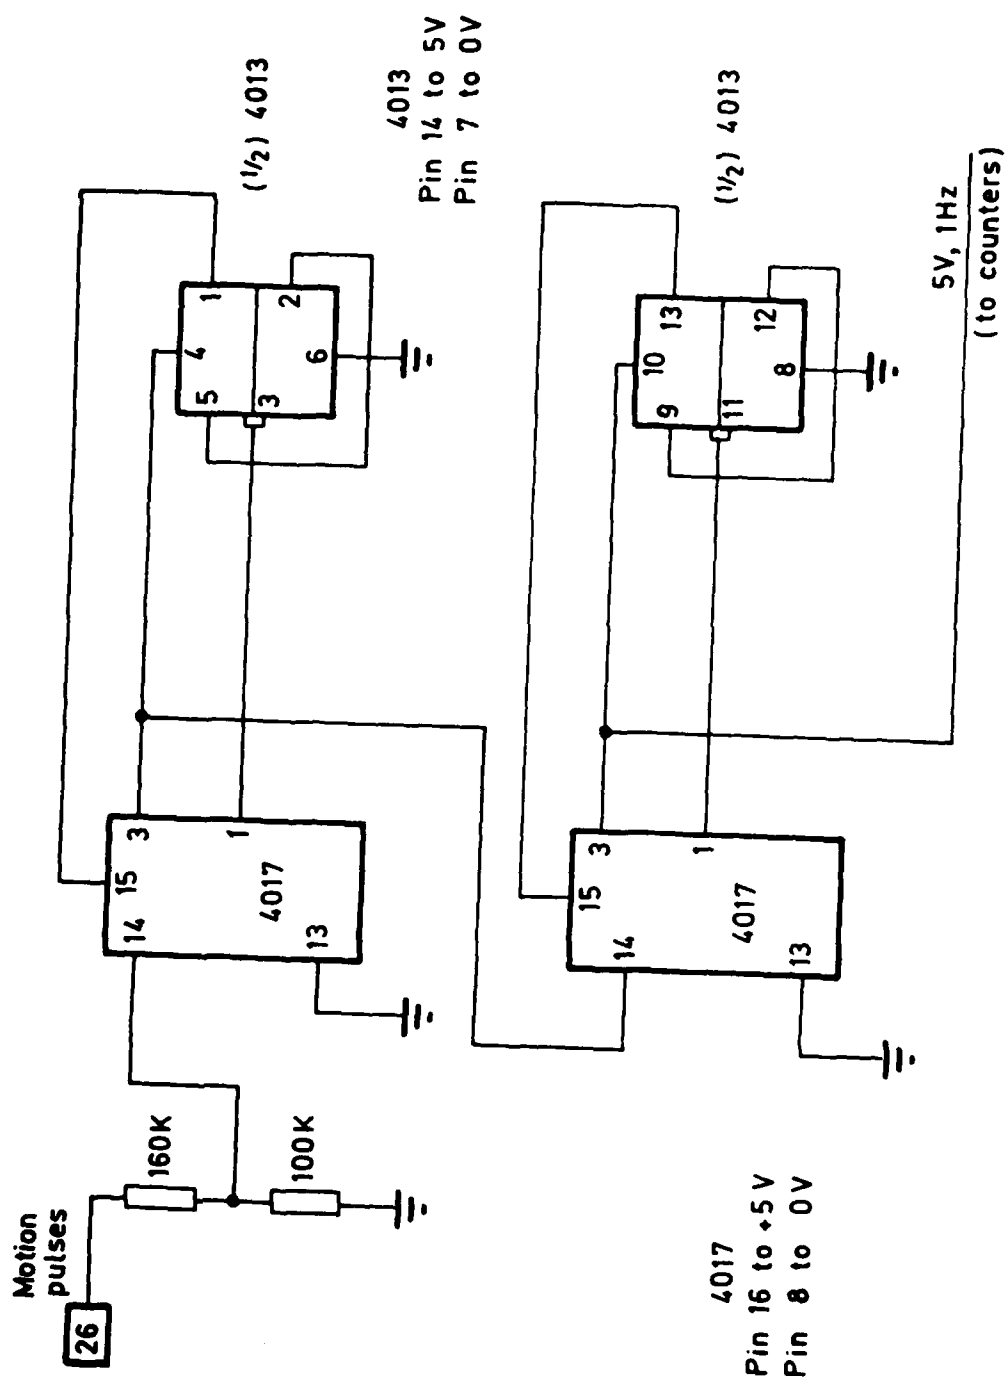 Motion
pulses
26
160K
100K
14
15
3
1
4017
13
5
4
1
3
2
6
(1/2) 4013
4013
Pin 14 to 5V
Pin 7 to 0V
14
15
3
1
4017
13
9
10
13
11
12
8
(1/2) 4013
5V, 1Hz
(to counters)
4017
Pin 16 to +5V
Pin 8 to 0V